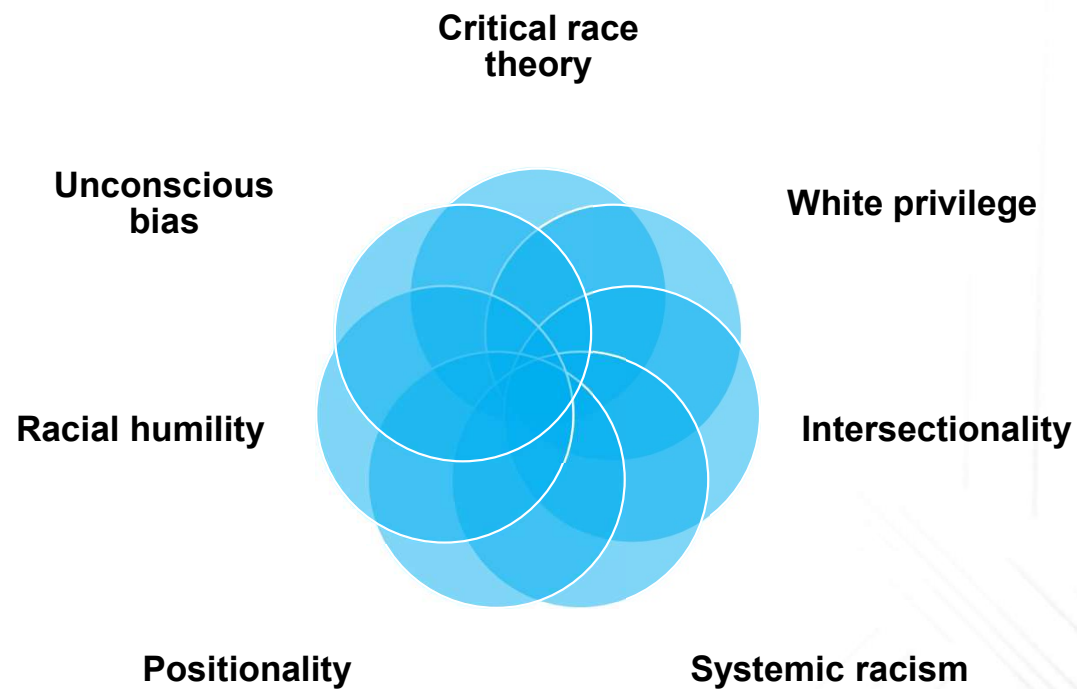 Critical race
theory
Unconscious
bias
White privilege
Racial humility
Intersectionality
Positionality
Systemic racism